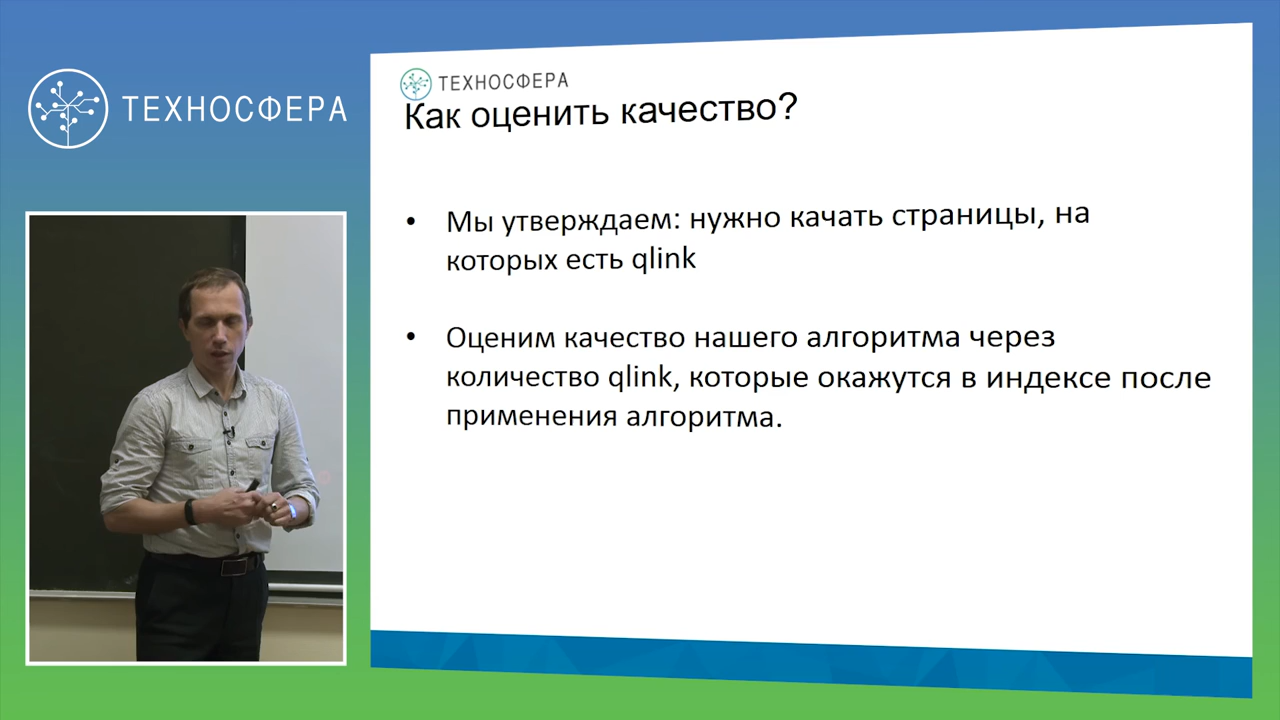 ТЕХНОСФЕРА
ТЕХНОСФЕРА
Как оценить качество?
• Мы утверждаем: нужно качать страницы, на
которых есть qlink
• Оценим качество нашего алгоритма через
количество qlink, которые окажутся в индексе после
применения алгоритма.